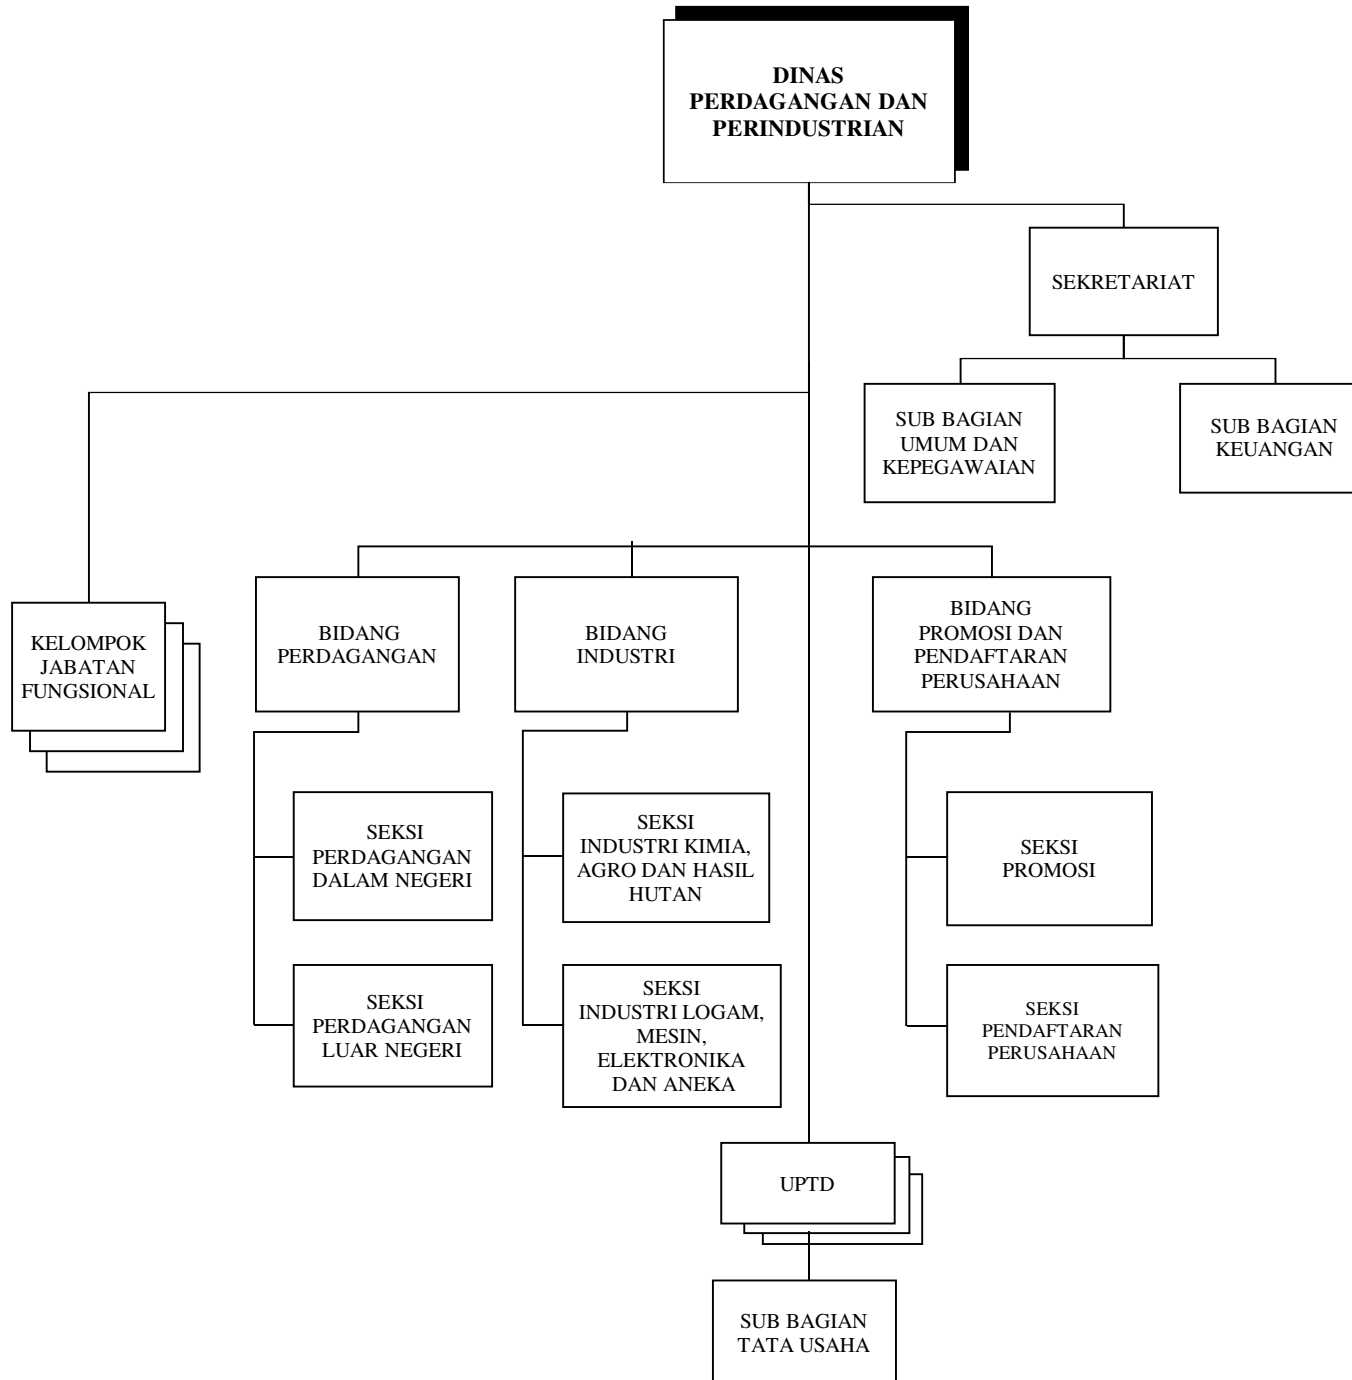 DINAS
PERDAGANGAN DAN
PERINDUSTRIAN
SEKRETARIAT
SUB BAGIAN
UMUM DAN
KEPEGAWAIAN
SUB BAGIAN
KEUANGAN
KELOMPOK
JABATAN
FUNGSIONAL
BIDANG
PERDAGANGAN
BIDANG
INDUSTRI
BIDANG
PROMOSI DAN
PENDAFTARAN
PERUSAHAAN
SEKSI
PERDAGANGAN
DALAM NEGERI
SEKSI
INDUSTRI KIMIA,
AGRO DAN HASIL
HUTAN
SEKSI
PROMOSI
SEKSI
PERDAGANGAN
LUAR NEGERI
SEKSI
INDUSTRI LOGAM,
MESIN,
ELEKTRONIKA
DAN ANEKA
SEKSI
PENDAFTARAN
PERUSAHAAN
UPTD
SUB BAGIAN
TATA USAHA